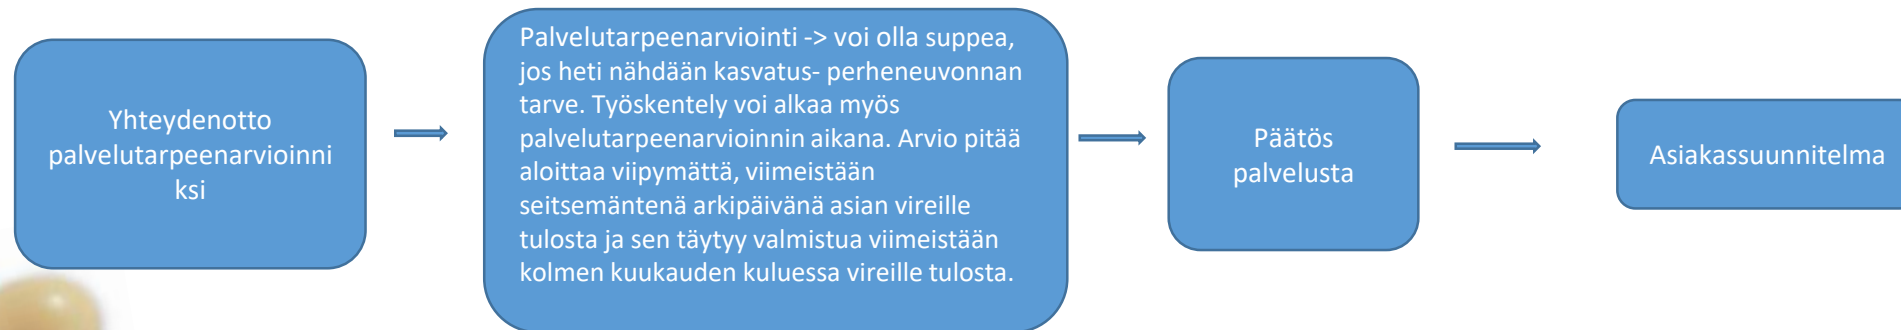 Yhteydenotto
palvelutarpeenarvioinni
ksi
Palvelutarpeenarviointi -> voi olla suppea,
jos heti nähdään kasvatus- perheneuvonnan
tarve. Työskentely voi alkaa myös
palvelutarpeenarvioinnin aikana. Arvio pitää
aloittaa viipymättä, viimeistään
seitsemäntenä arkipäivänä asian vireille
tulosta ja sen täytyy valmistua viimeistään
kolmen kuukauden kuluessa vireille tulosta.
Päätös
palvelusta
Asiakassuunnitelma